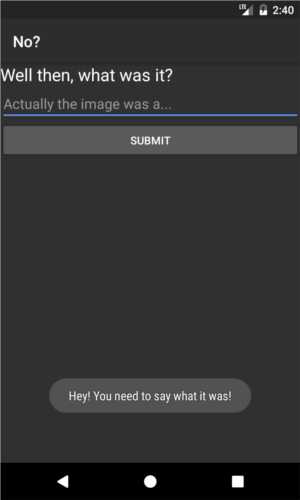 LTE 2:40
No?
Well then, what was it?
Actually the image was a...
SUBMIT
Hey! You need to say what it was!